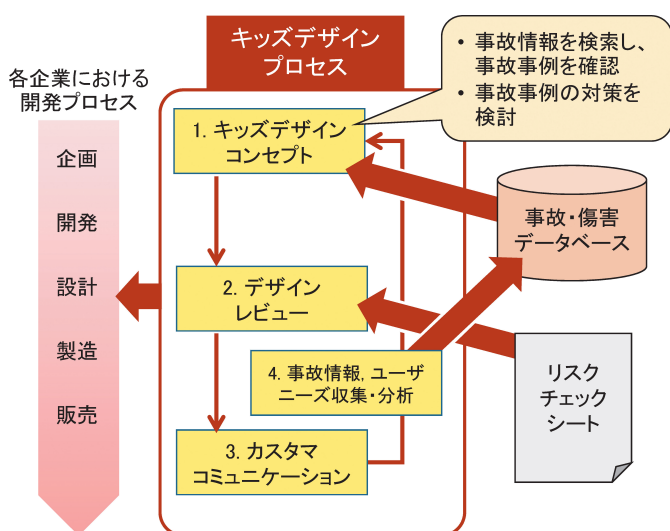 キッズデザイン
プロセス
• 事故情報を検索し、
事故事例を確認
• 事故事例の対策を
検討
各企業における
開発プロセス
企画
開発
設計
製造
販売
1. キッズデザイン
コンセプト
2. デザイン
レビュー
4. 事故情報, ユーザ
ニーズ収集・分析
3. カスタマ
コミュニケーション
事故・傷害
データベース
リスク
チェック
シート